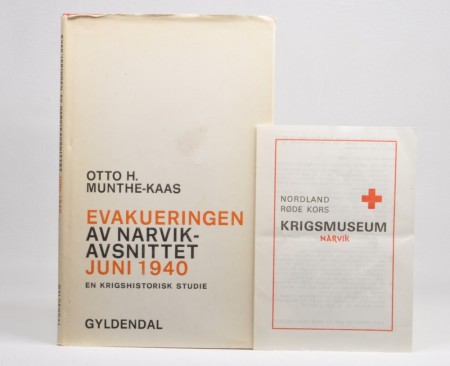 OTTO H.
MUNTHE-KAAS
EVAKUERINGEN
AV NARVIK-
AVSNITTET
JUNI 1940
EN KRIGSHISTORISK STUDIE
GYLDENDAL
NORDLAND
RØDE KORS
KRIGSMUSEUM
NARVIK